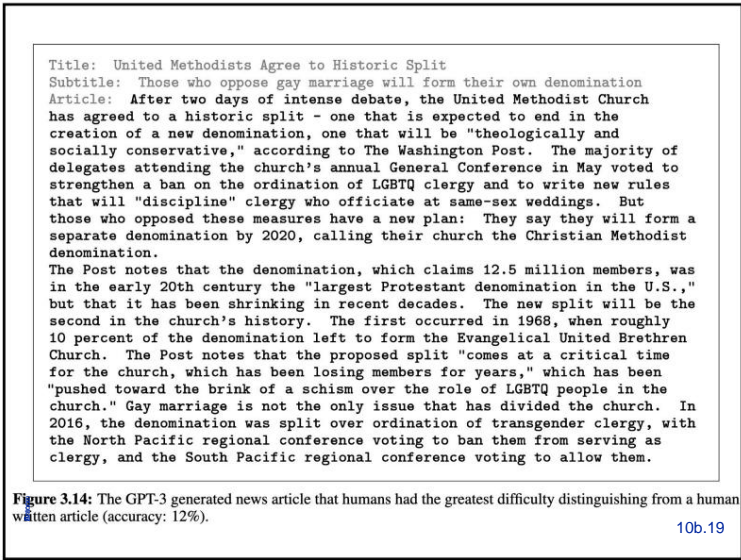 Title: United Methodists Agree to Historic Split
Subtitle: Those who oppose gay marriage will form their own denomination
Article: After two days of intense debate, the United Methodist Church
has agreed to a historic split - one that is expected to end in the
creation of a new denomination, one that will be "theologically and
socially conservative," according to The Washington Post. The majority of
delegates attending the church's annual General Conference in May voted to
strengthen a ban on the ordination of LGBTQ clergy and to write new rules
that will "discipline" clergy who officiate at same-sex weddings. But
those who opposed these measures have a new plan: They say they will form a
separate denomination by 2020, calling their church the Christian Methodist
denomination.
The Post notes that the denomination, which claims 12.5 million members, was
in the early 20th century the "largest Protestant denomination in the U.S.,"
but that it has been shrinking in recent decades. The new split will be the
second in the church's history. The first occurred in 1968, when roughly
10 percent of the denomination left to form the Evangelical United Brethren
Church. The Post notes that the proposed split "comes at a critical time
for the church, which has been losing members for years," which has been
"pushed toward the brink of a schism over the role of LGBTQ people in the
church." Gay marriage is not the only issue that has divided the church. In
2016, the denomination was split over ordination of transgender clergy, with
the North Pacific regional conference voting to ban them from serving as
clergy, and the South Pacific regional conference voting to allow them.
Figure 3.14: The GPT-3 generated news article that humans had the greatest difficulty distinguishing from a human
written article (accuracy: 12%).
10b.19